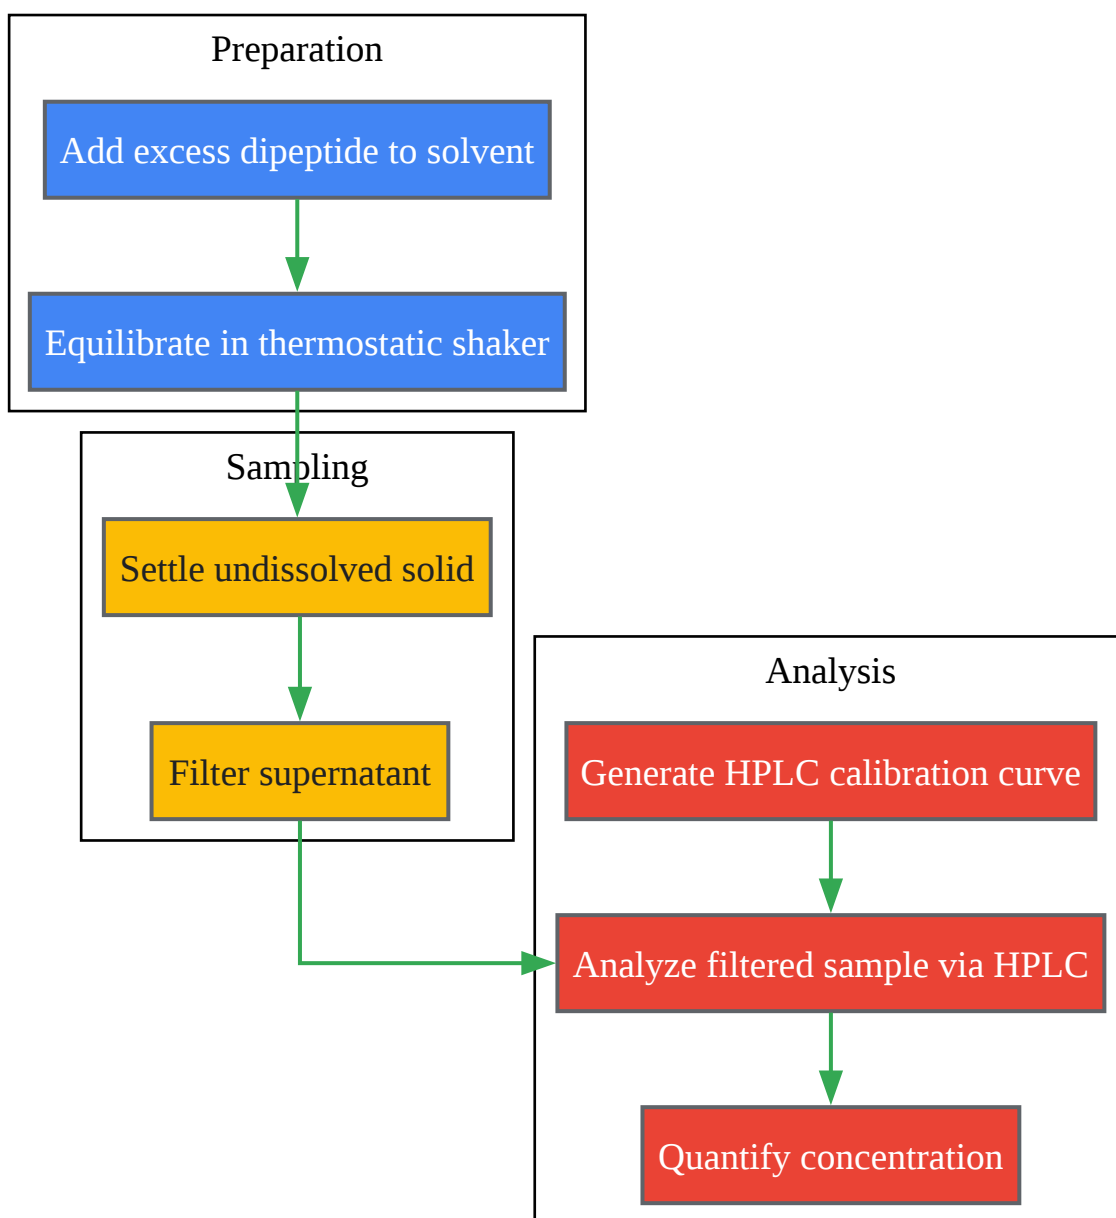 Preparation
Add excess dipeptide to solvent
Equilibrate in thermostatic shaker
Sampling
Settle undissolved solid
Filter supernatant
Analysis
Generate HPLC calibration curve
Analyze filtered sample via HPLC
Quantify concentration